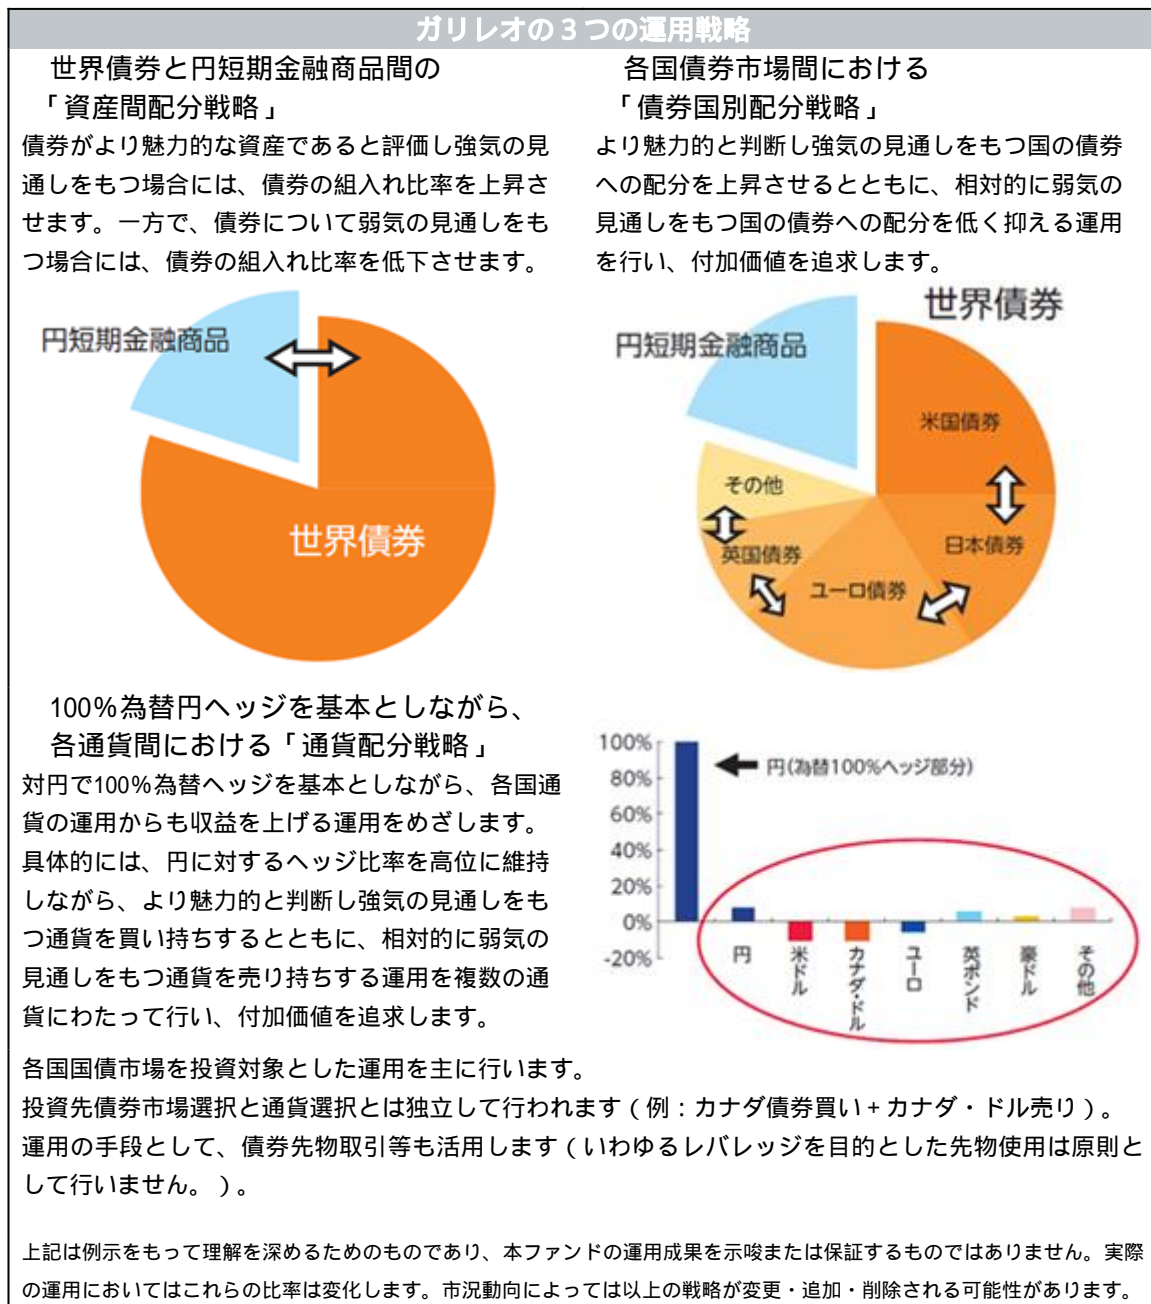 ガリレオの3つの運用戦略
世界債券と円短期金融商品間の
「資産間配分戦略」
債券がより魅力的な資産であると評価し強気の見
通しをもつ場合には、債券の組入れ比率を上昇さ
せます。一方で、債券について弱気の見通しをも
つ場合には、債券の組入れ比率を低下させます。
円短期金融商品
世界債券
各国債券市場間における
「債券国別配分戦略」
より魅力的と判断し強気の見通しをもつ国の債券
への配分を上昇させるとともに、相対的に弱気の
見通しをもつ国の債券への配分を低く抑える運用
を行い、付加価値を追求します。
世界債券
円短期金融商品
米国債券
その他
日本債券
英国債券
ユーロ債券
100%為替円ヘッジを基本としながら、
各通貨間における「通貨配分戦略」
対円で100%為替ヘッジを基本としながら、各国通
貨の運用からも収益を上げる運用をめざします。
具体的には、円に対するヘッジ比率を高位に維持
しながら、より魅力的と判断し強気の見通しをも
つ通貨を買い持ちするとともに、相対的に弱気の
見通しをもつ通貨を売り持ちする運用を複数の通
貨にわたって行い、付加価値を追求します。
100%
80%
60%
40%
20%
0%
-20%
円(為替100%ヘッジ部分)
円
米ドル
カナダ・ドル
ユーロ
英ポンド
豪ドル
その他
各国国債市場を投資対象とした運用を主に行います。
投資先債券市場選択と通貨選択とは独立して行われます(例:カナダ債券買い+カナダ・ドル売り)。
運用の手段として、債券先物取引等も活用します(いわゆるレバレッジを目的とした先物使用は原則と
して行いません。)。
上記は例示をもって理解を深めるためのものであり、本ファンドの運用成果を示唆または保証するものではありません。実際
の運用においてはこれらの比率は変化します。市況動向によっては以上の戦略が変更・追加・削除される可能性があります。